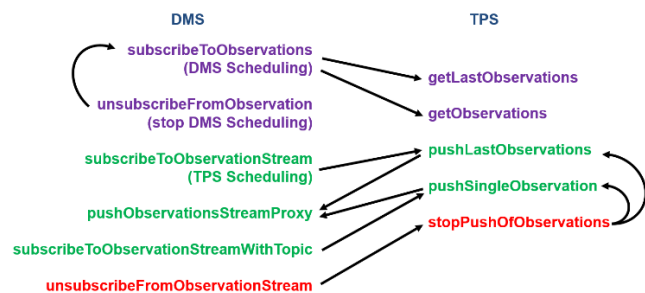 DMS
TPS
subscribeToObservations
(DMS Scheduling)
getLastObservations
unsubscribeFromObservation
(stop DMS Scheduling)
getObservations
subscribeToObservationStream
(TPS Scheduling)
pushLastObservations
pushSingleObservation
pushObservationsStreamProxy
stopPushOfObservations
subscribeToObservationStreamWithTopic
unsubscribeFromObservationStream